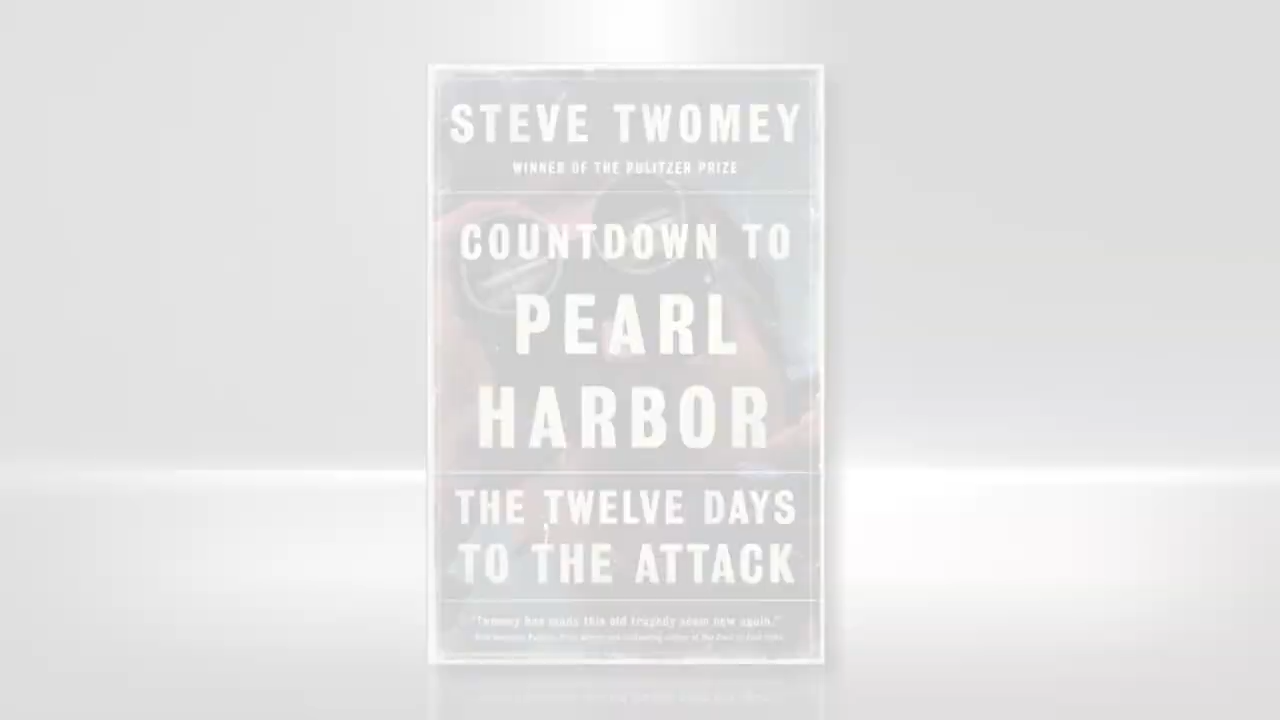 STEVE TWOMEY
WINNER OF THE PULITZER PRIZE
COUNTDOWN TO
PEARL
HARBOR
THE TWELVE DAYS
TO THE ATTACK
"Twomey has made this old tragedy seem new again."